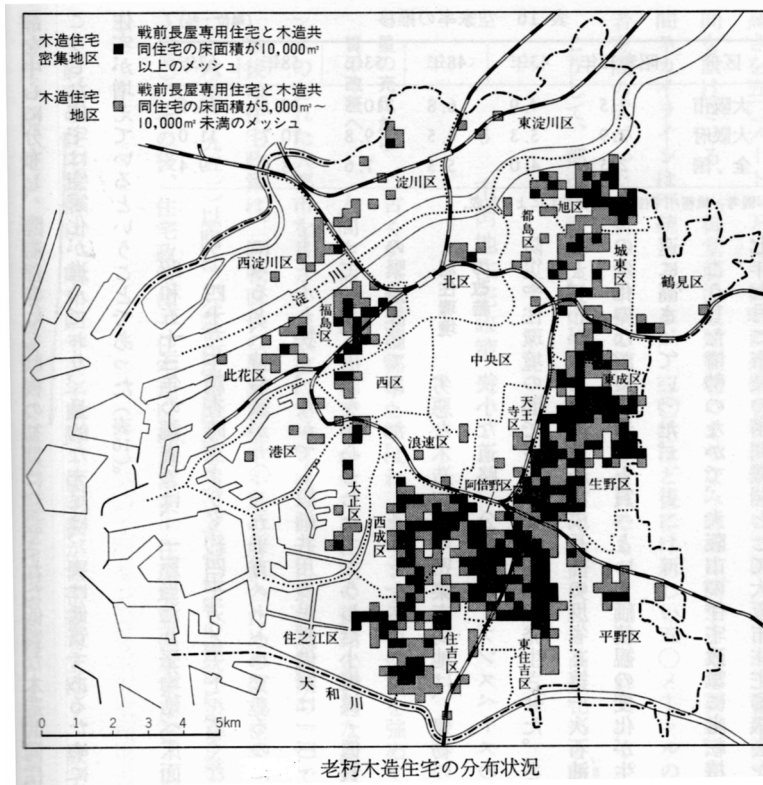 木造住宅
密集地区
戦前長屋専用住宅と木造共
同住宅の床面積が10,000㎡
以上のメッシュ
木造住宅
地区
戦前長屋専用住宅と木造共
同住宅の床面積が5,000㎡〜
10,000㎡未満のメッシュ
東淀川区
淀川区
旭区
都島区
城東区
西淀川区
淀川
北区
鶴見区
福島区
此花区
西区
中央区
東成区
天王寺区
港区
浪速区
大正区
阿倍野区
生野区
西成区
住之江区
住吉区
東住吉区
平野区
大和川
0 1 2 3 4 5km
老朽木造住宅の分布状況